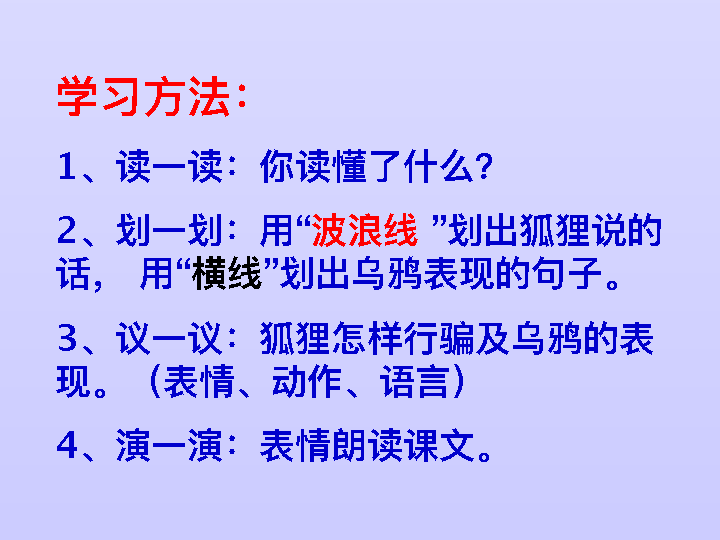 学习方法：
1、读一读：你读懂了什么？
2、划一划：用“波浪线 ”划出狐狸说的
话， 用“横线”划出乌鸦表现的句子。
3、议一议：狐狸怎样行骗及乌鸦的表
现。（表情、动作、语言）
4、演一演：表情朗读课文。